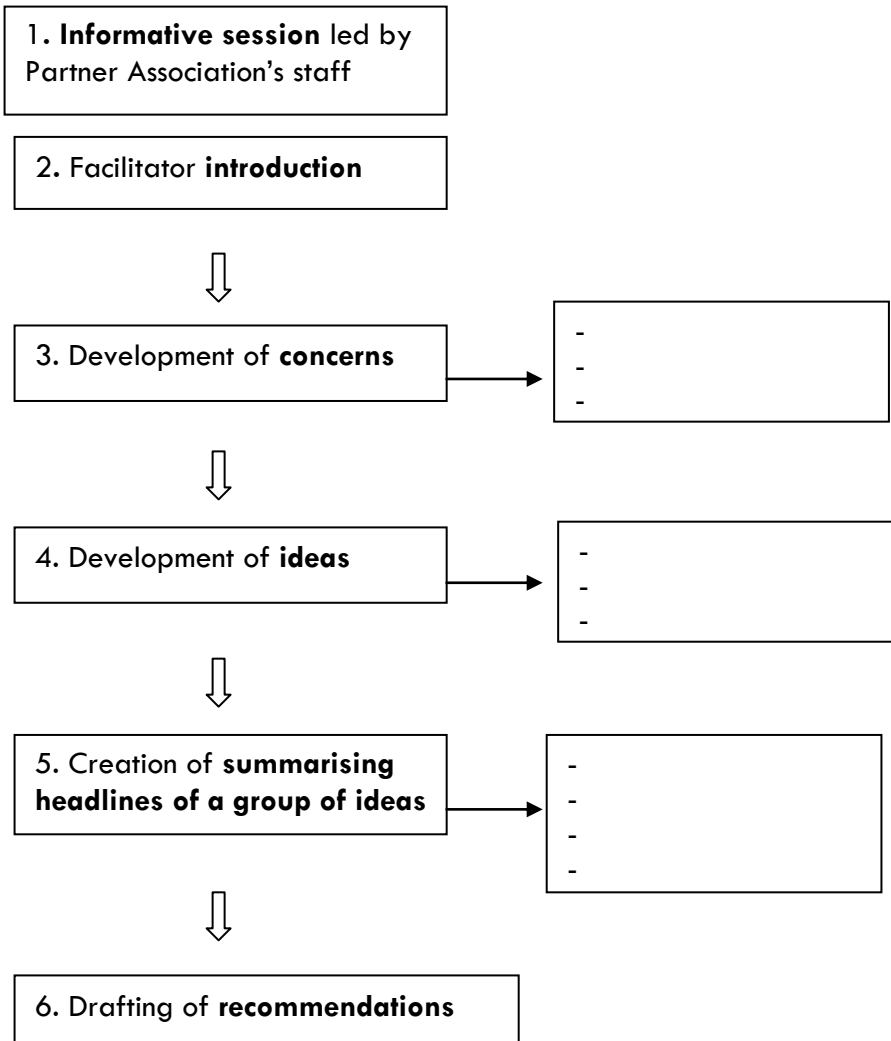 1. Informative session led by
Partner Association's staff
2. Facilitator introduction
3. Development of concerns
-
-
-
4. Development of ideas
-
-
-
5. Creation of summarising
headlines of a group of ideas
-
-
-
-
6. Drafting of recommendations